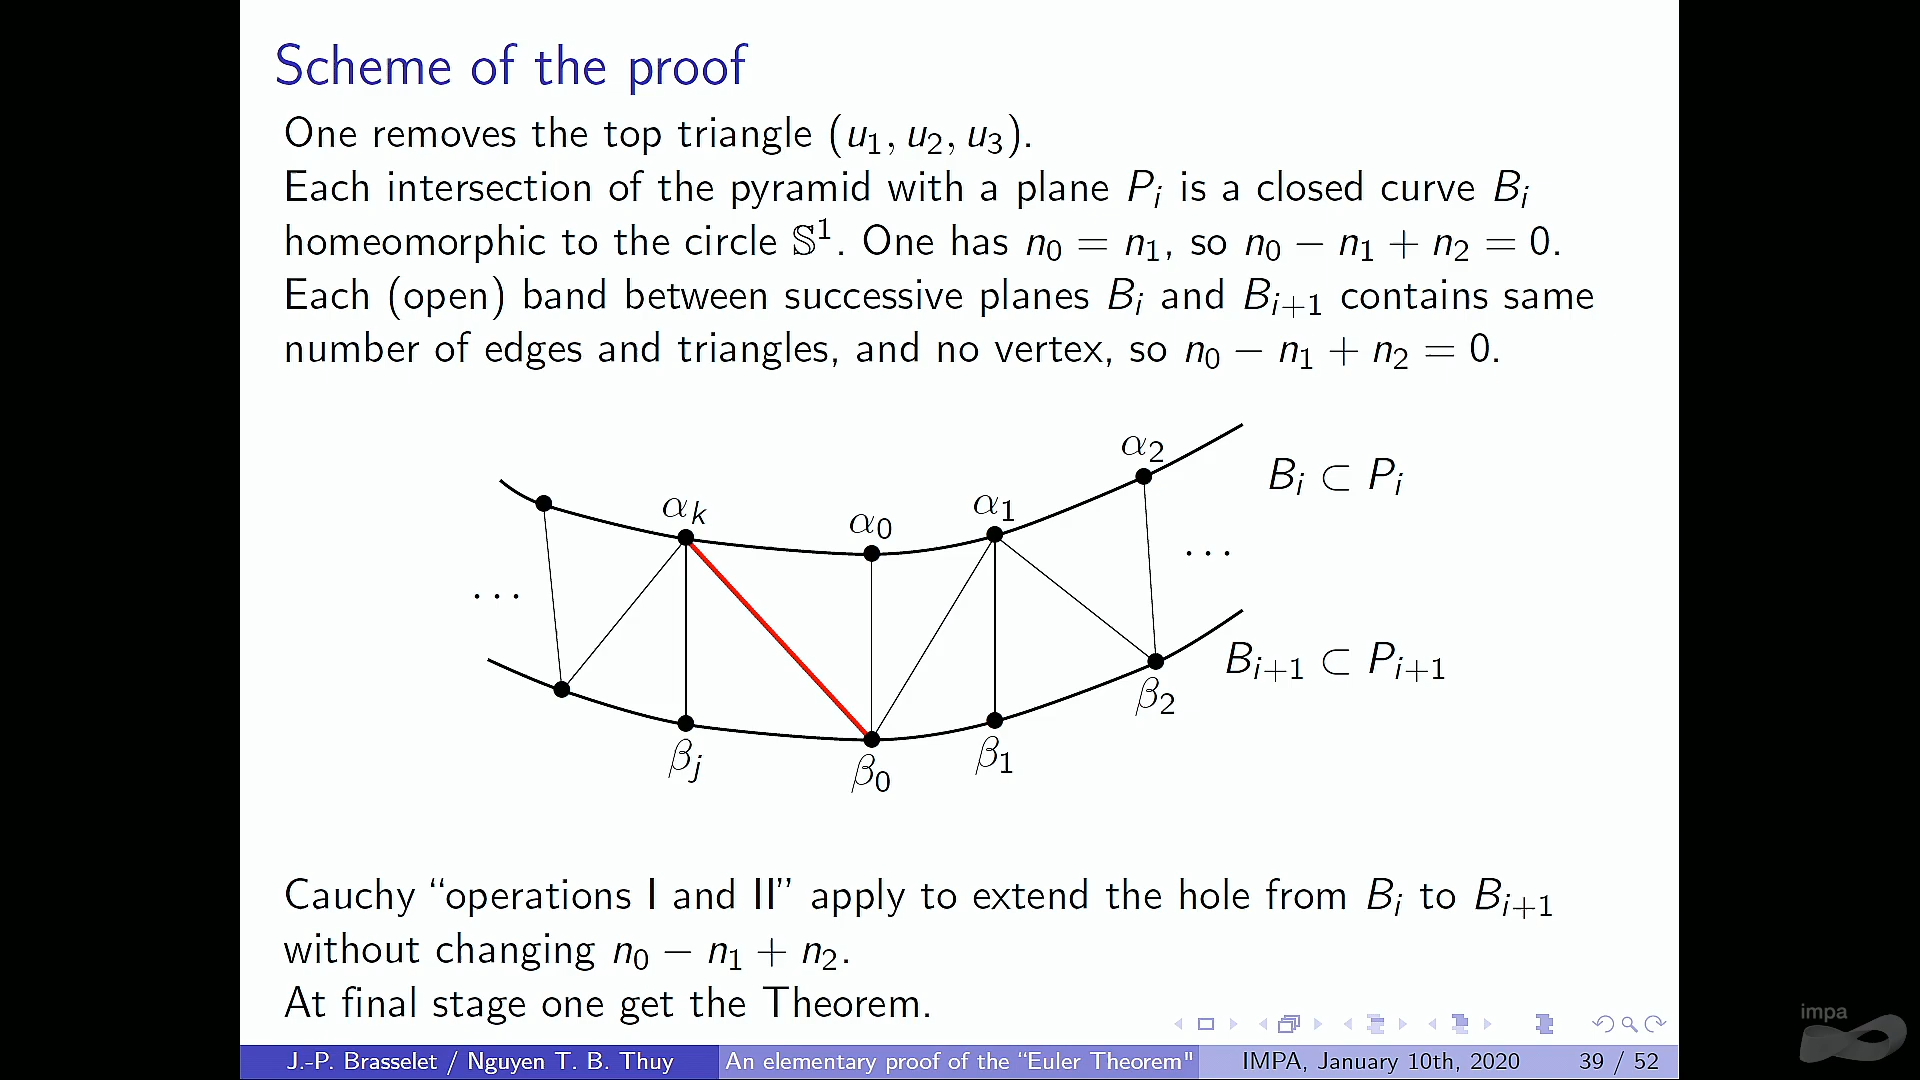 Scheme of the proof
One removes the top triangle (u₁, u₂, u₃).
Each intersection of the pyramid with a plane Pᵢ is a closed curve Bᵢ
homeomorphic to the circle 𝕊¹. One has n₀ = n₁, so n₀ − n₁ + n₂ = 0.
Each (open) band between successive planes Bᵢ and Bᵢ₊₁ contains same
number of edges and triangles, and no vertex, so n₀ − n₁ + n₂ = 0.
α₂
Bᵢ ⊂ Pᵢ
αₖ
α₀
α₁
...
...
Bᵢ₊₁ ⊂ Pᵢ₊₁
βⱼ
β₀
β₁
β₂
Cauchy “operations I and II” apply to extend the hole from Bᵢ to Bᵢ₊₁
without changing n₀ − n₁ + n₂.
At final stage one get the Theorem.
J.-P. Brasselet / Nguyen T. B. Thuy
An elementary proof of the “Euler Theorem"
IMPA, January 10th, 2020
39 / 52
impa